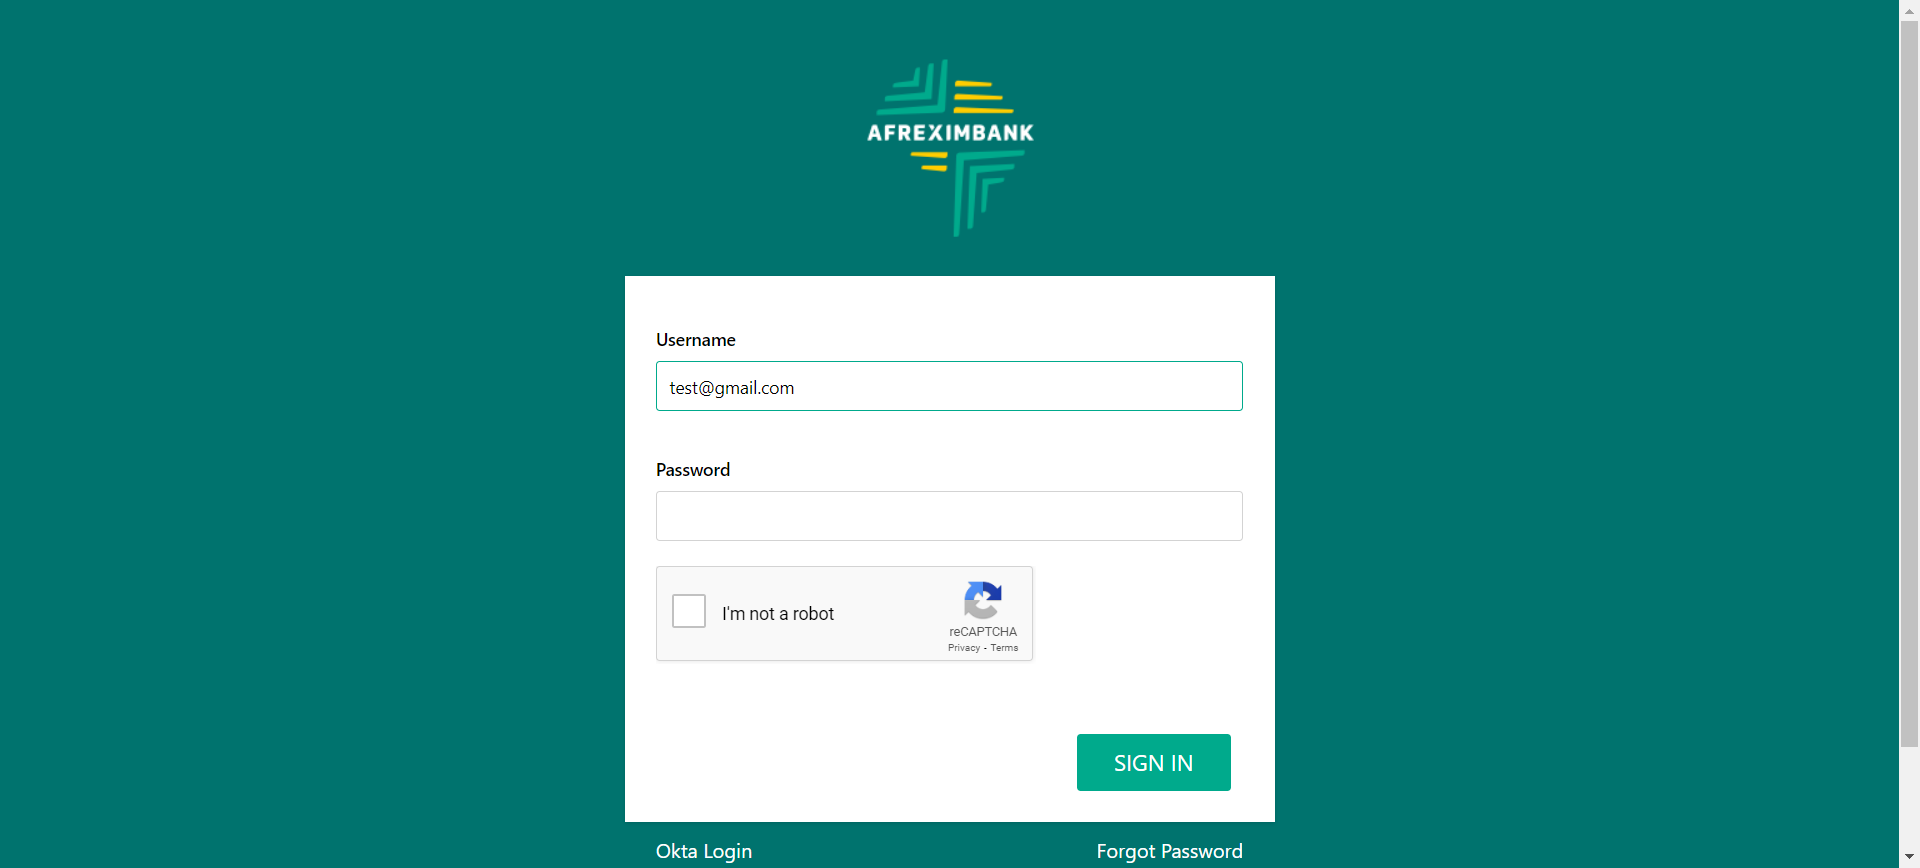 AFREXIMBANK
Username
test@gmail.com
Password
I'm not a robot
reCAPTCHA
Privacy - Terms
SIGN IN
Okta Login
Forgot Password